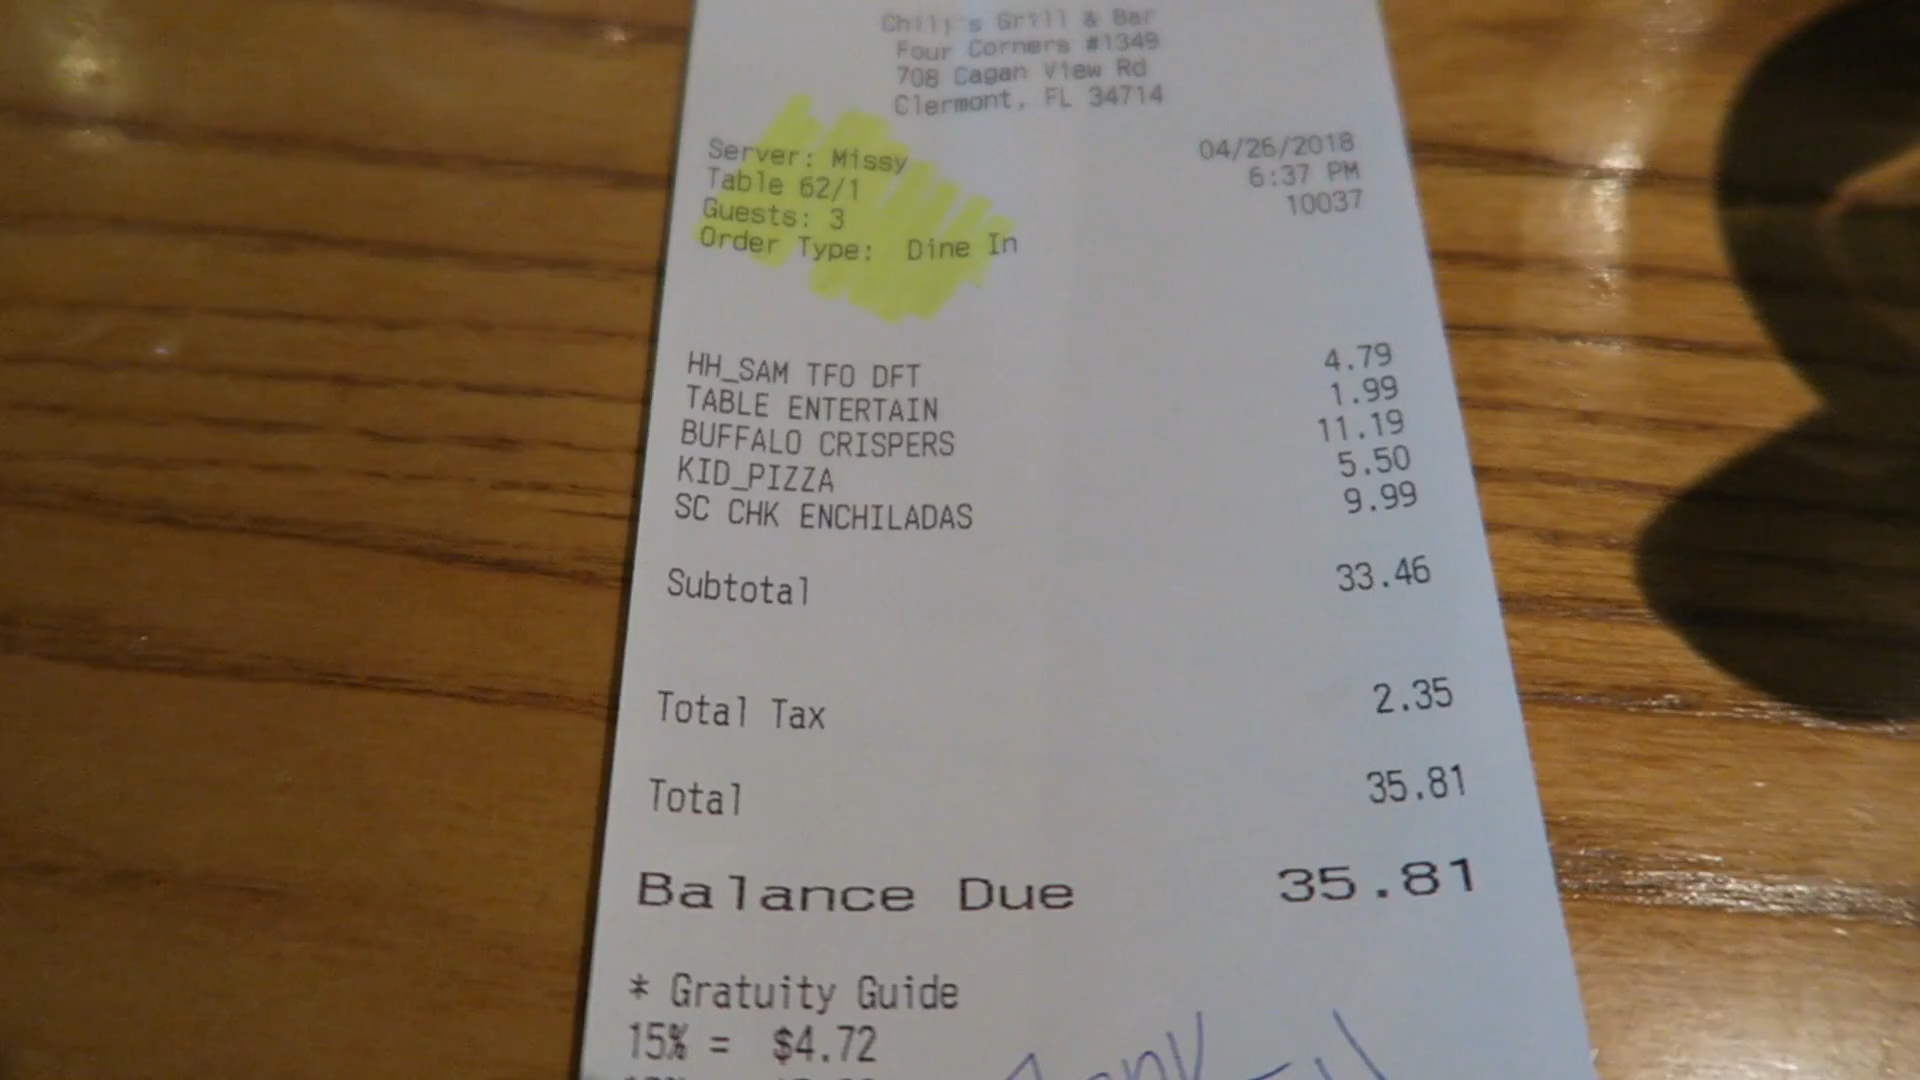 Chili's Grill & Bar
Four Corners #1349
708 Cagan View Rd
Clermont, FL 34714
Server: Missy 04/26/2018
Table 62/1 6:37 PM
Guests: 3 10037
Order Type: Dine In
HH_SAM TFO DFT 4.79
TABLE ENTERTAIN 1.99
BUFFALO CRISPERS 11.19
KID_PIZZA 5.50
SC CHK ENCHILADAS 9.99
Subtotal 33.46
Total Tax 2.35
Total 35.81
Balance Due 35.81
* Gratuity Guide
15% = $4.72